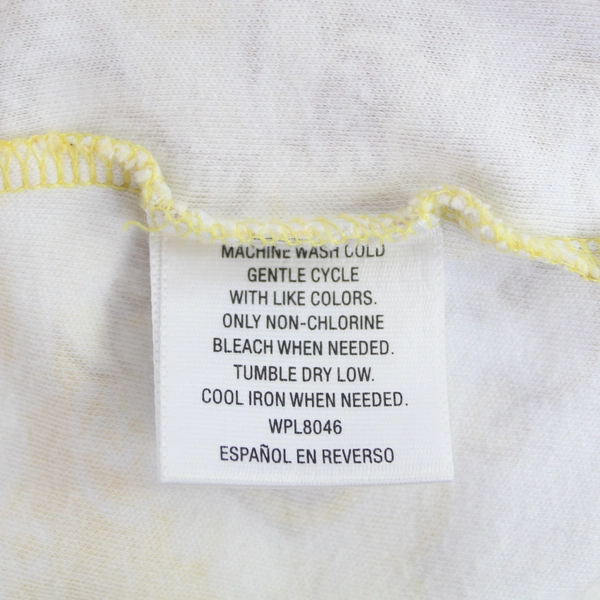 MACHINE WASH COLD
GENTLE CYCLE
WITH LIKE COLORS.
ONLY NON-CHLORINE
BLEACH WHEN NEEDED.
TUMBLE DRY LOW.
COOL IRON WHEN NEEDED.
WPL8046
ESPAÑOL EN REVERSO